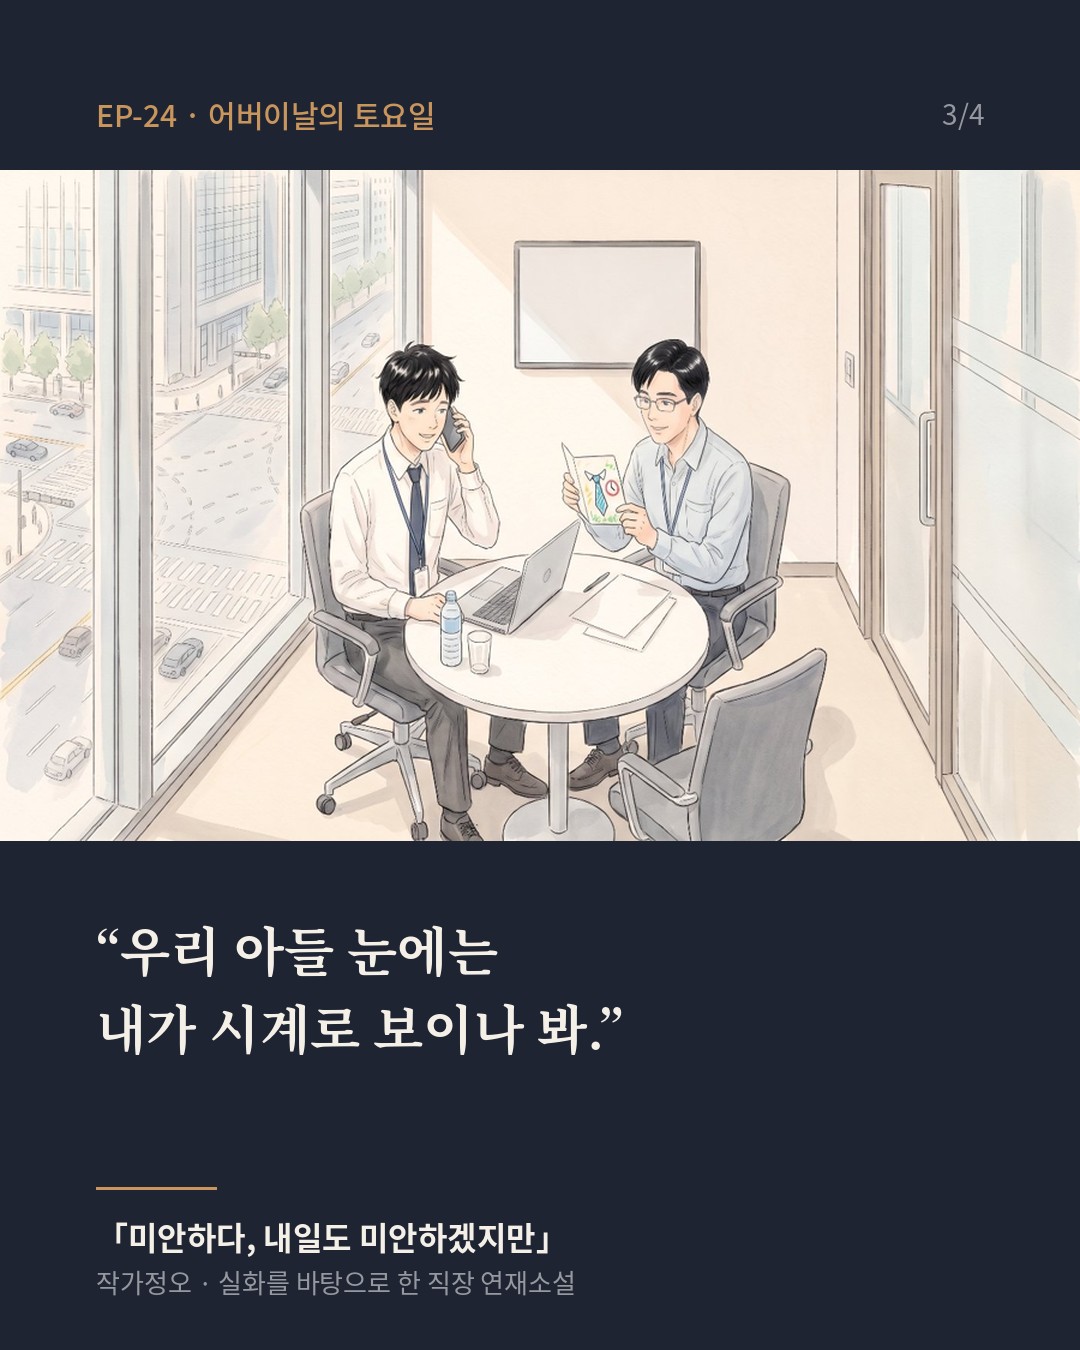 EP-24 · 어버이날의 토요일
3/4
“우리 아들 눈에는
내가 시계로 보이나 봐.”
「미안하다, 내일도 미안하겠지만」
작가정오 · 실화를 바탕으로 한 직장 연재소설